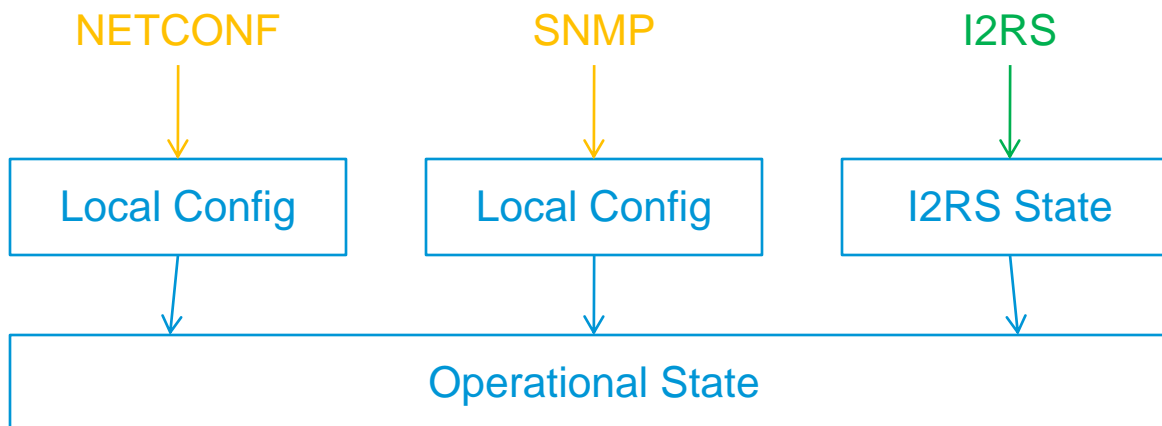 NETCONF SNMP I2RS
Local Config Local Config I2RS State
Operational State